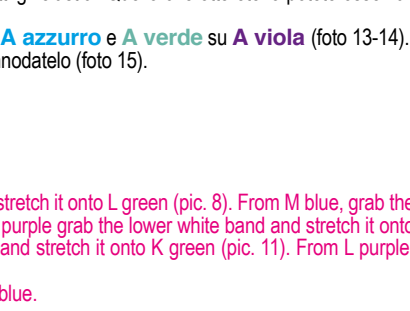 A azzurro e A verde su A viola (foto 13-14).
nodatelo (foto 15).
stretch it onto L green (pic. 8). From M blue, grab the
purple grab the lower white band and stretch it onto
and stretch it onto K green (pic. 11). From L purple
blue.